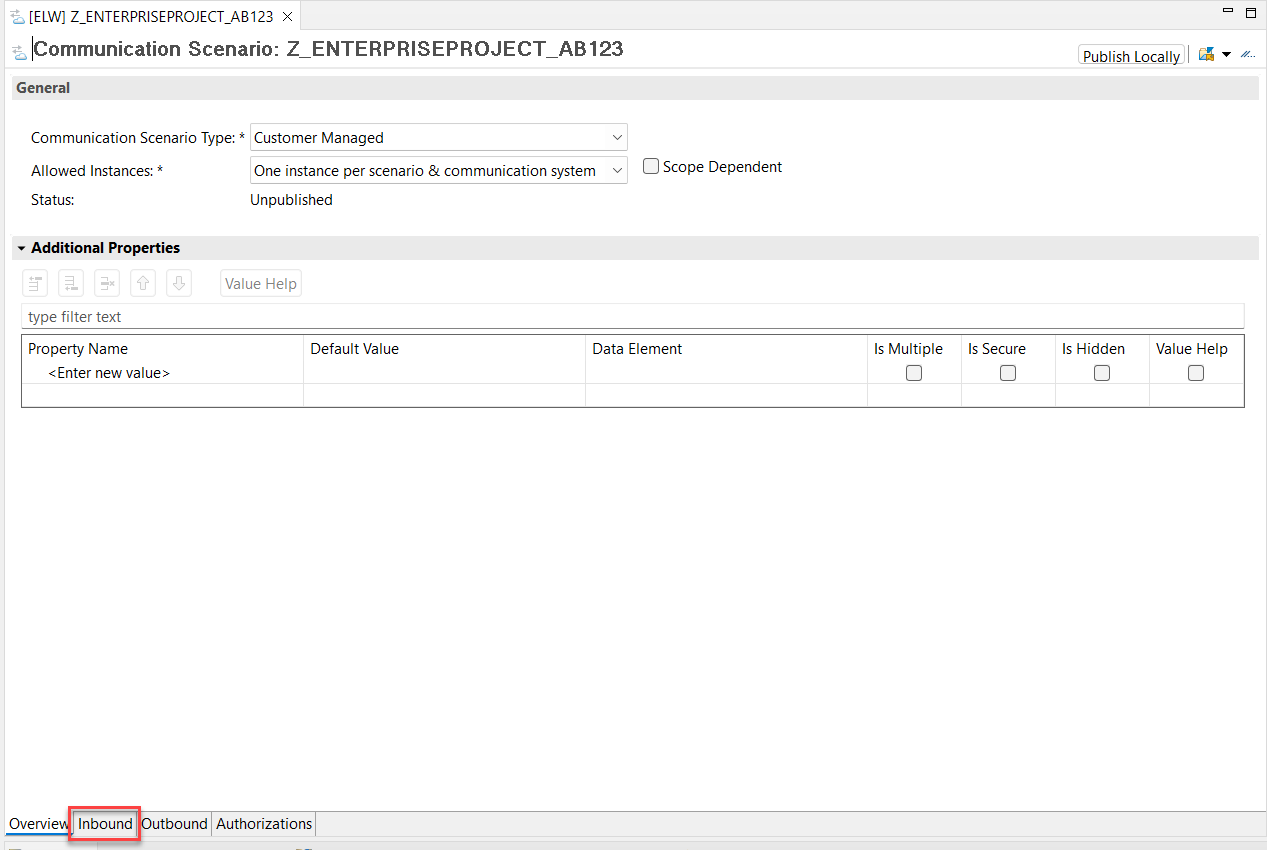 [ELW] Z_ENTERPRISEPROJECT_AB123
Communication Scenario: Z_ENTERPRISEPROJECT_AB123
Publish Locally
General
Communication Scenario Type: * Customer Managed
Allowed Instances: * One instance per scenario & communication system Scope Dependent
Status: Unpublished
Additional Properties
Value Help
type filter text
Property Name Default Value Data Element Is Multiple Is Secure Is Hidden Value Help
<Enter new value>
Overview Inbound Outbound Authorizations